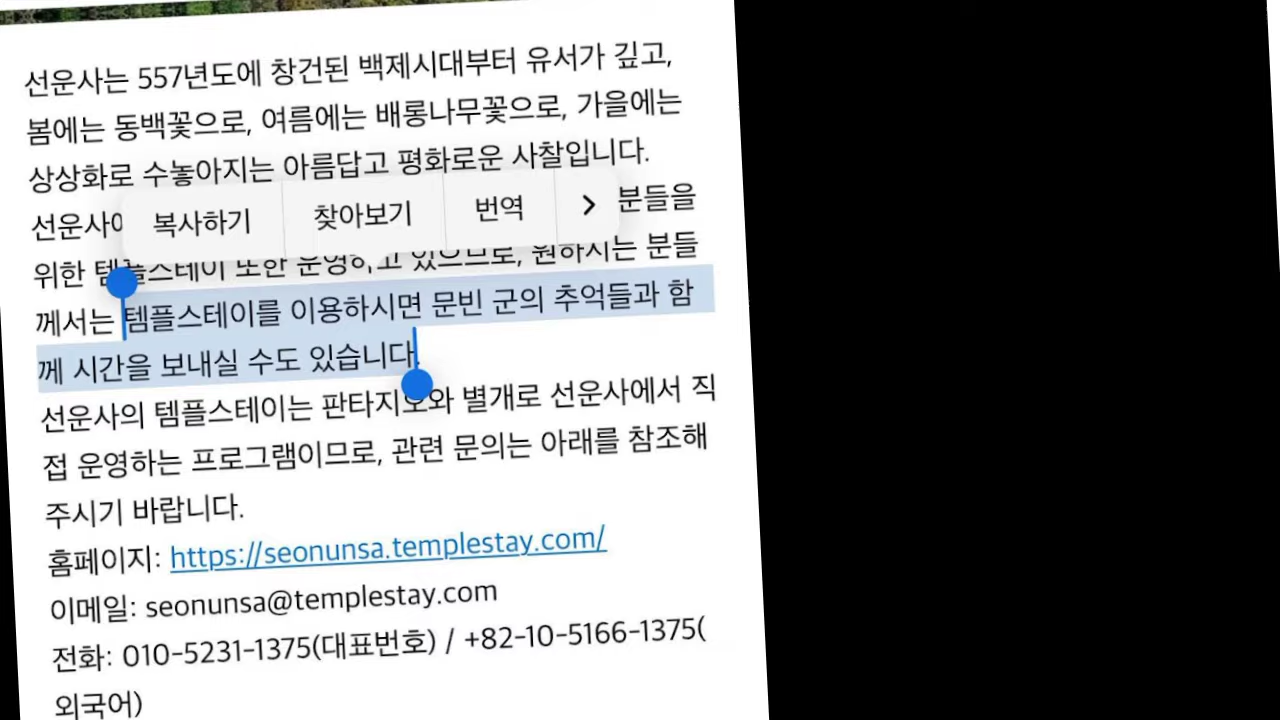 선운사는 557년도에 창건된 백제시대부터 유서가 깊고,
봄에는 동백꽃으로, 여름에는 배롱나무꽃으로, 가을에는
상상화로 수놓아지는 아름답고 평화로운 사찰입니다.
복사하기 찾아보기 번역
분들을
위한 템플스테이 또한 운영하고 있으므로, 원하시는 분들
께서는 템플스테이를 이용하시면 문빈 군의 추억들과 함
께 시간을 보내실 수도 있습니다.
선운사의 템플스테이는 판타지오와 별개로 선운사에서 직
접 운영하는 프로그램이므로, 관련 문의는 아래를 참조해
주시기 바랍니다.
홈페이지: https://seonunsa.templestay.com/
이메일: seonunsa@templestay.com
전화: 010-5231-1375(대표번호) / +82-10-5166-1375(
외국어)